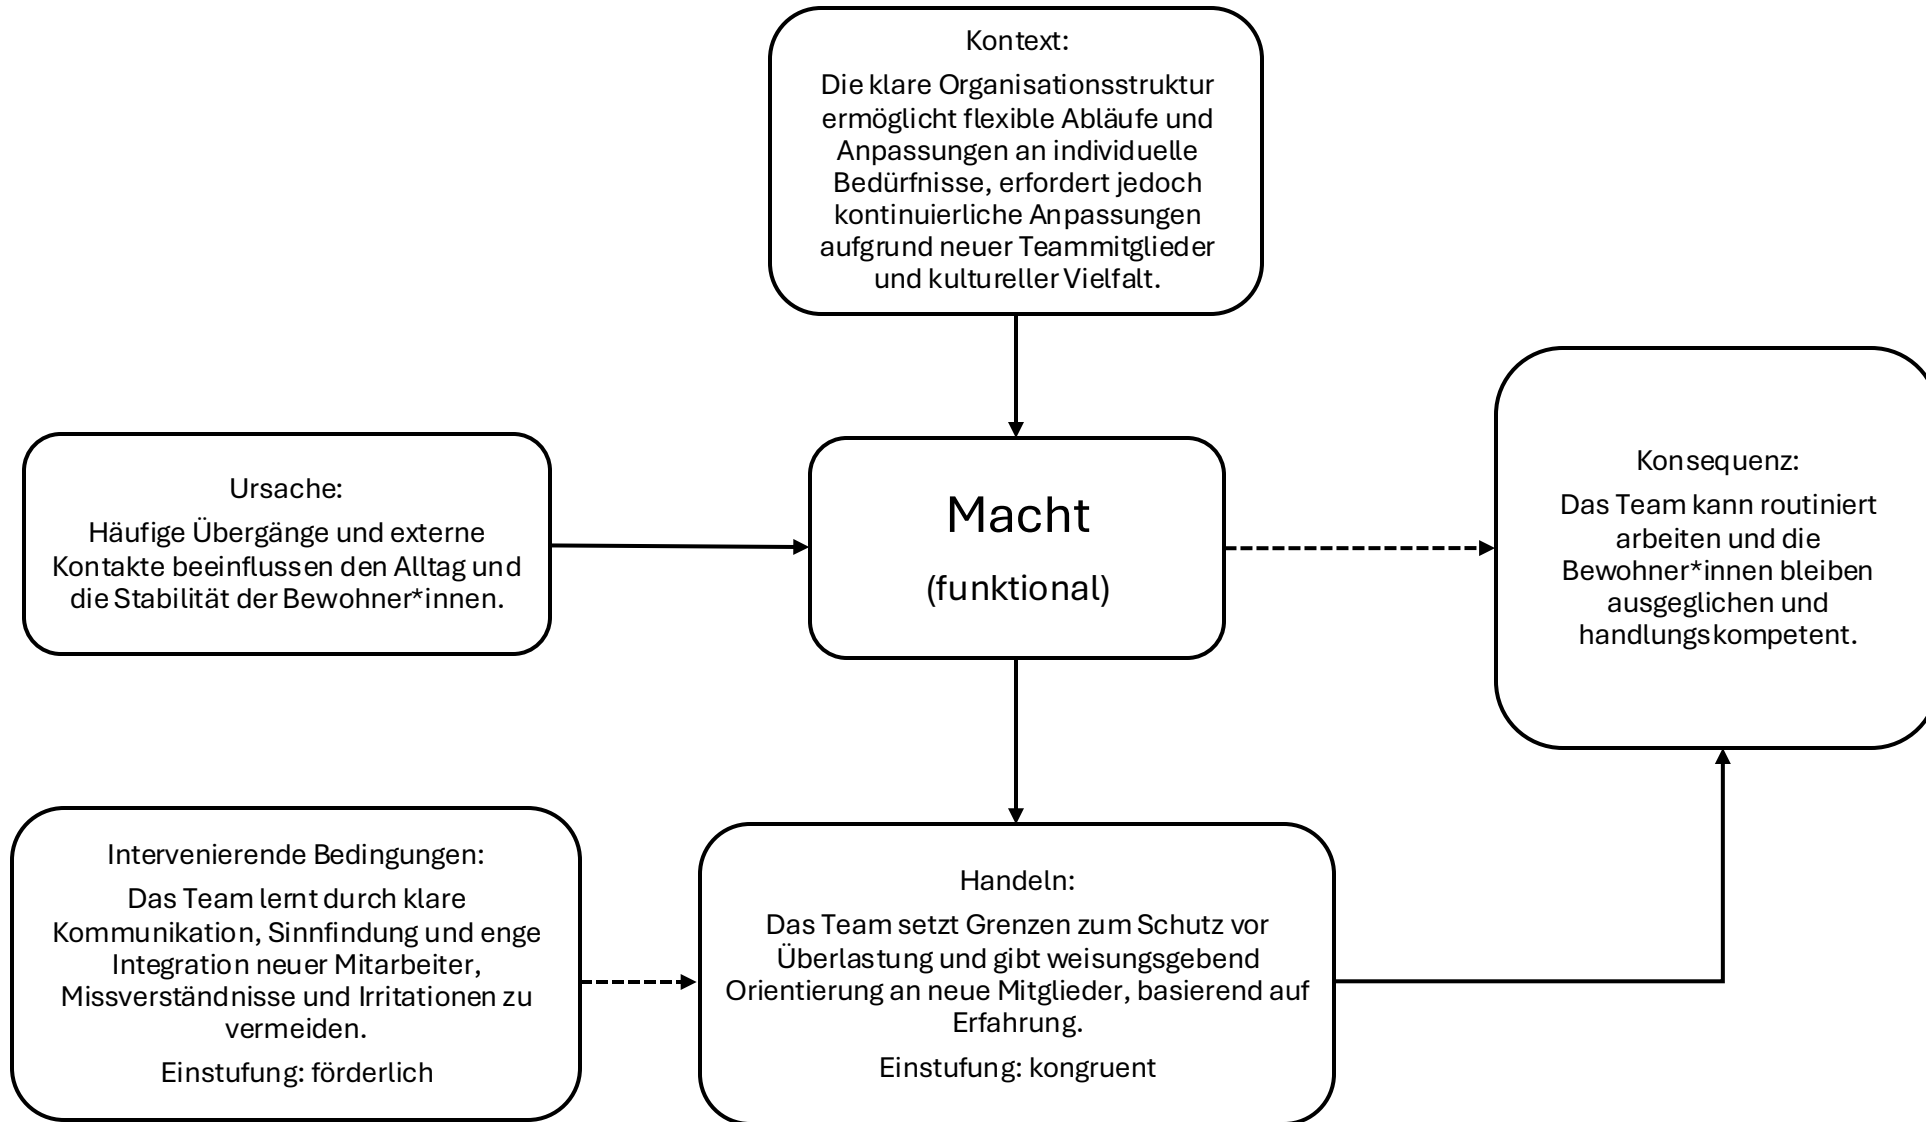 Kontext:
Die klare Organisationsstruktur
ermöglicht flexible Abläufe und
Anpassungen an individuelle
Bedürfnisse, erfordert jedoch
kontinuierliche Anpassungen
aufgrund neuer Teammitglieder
und kultureller Vielfalt.
Ursache:
Häufige Übergänge und externe
Kontakte beeinflussen den Alltag und
die Stabilität der Bewohner*innen.
Macht
(funktional)
Konsequenz:
Das Team kann routiniert
arbeiten und die
Bewohner*innen bleiben
ausgeglichen und
handlungskompetent.
Intervenierende Bedingungen:
Das Team lernt durch klare
Kommunikation, Sinnfindung und enge
Integration neuer Mitarbeiter,
Missverständnisse und Irritationen zu
vermeiden.
Einstufung: förderlich
Handeln:
Das Team setzt Grenzen zum Schutz vor
Überlastung und gibt weisungsgebend
Orientierung an neue Mitglieder, basierend auf
Erfahrung.
Einstufung: kongruent